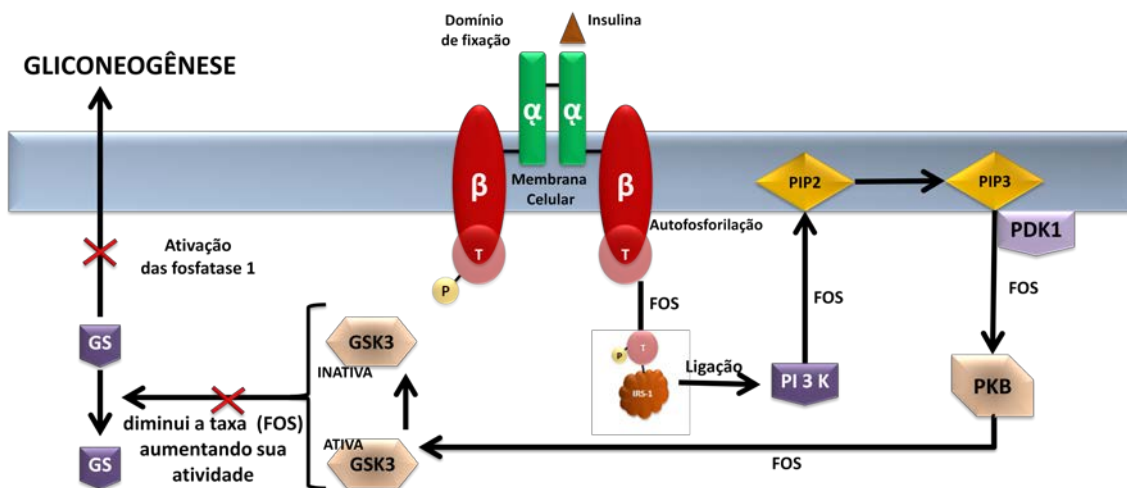 Domínio
de fixação
Insulina
GLICONEOGÊNESE
α
α
β
β
Membrana
Celular
PIP2
PIP3
PDK1
Autofosforilação
T
T
P
Ativação
das fosfatase 1
FOS
FOS
FOS
GS
GSK3
INATIVA
P
T
IRS-1
Ligação
PI 3 K
PKB
diminui a taxa (FOS)
aumentando sua
atividade
ATIVA
GSK3
GS
FOS